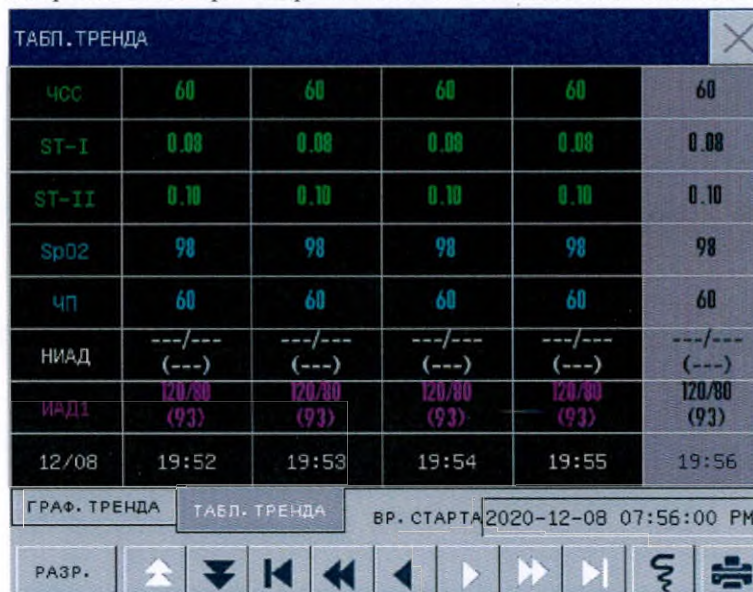 ТАБП.ТРЕНДА
ЧСС 60 60 60 60 60
ST-I 0.08 0.08 0.08 0.08 0.08
ST-II 0.10 0.10 0.10 0.10 0.10
SpO2 98 98 98 98 98
ЧП 60 60 60 60 60
НИАД ---/--- ---/--- ---/--- ---/--- ---/---
(---) (---) (---) (---) (---)
ИАД1 120/80 120/80 120/80 120/80 120/80
(93) (93) (93) (93) (93)
12/08 19:52 19:53 19:54 19:55 19:56
ГРАФ.ТРЕНДА ТАБЛ.ТРЕНДА ВР.СТАРТА 2020-12-08 07:56:00 PM
РАЗР.